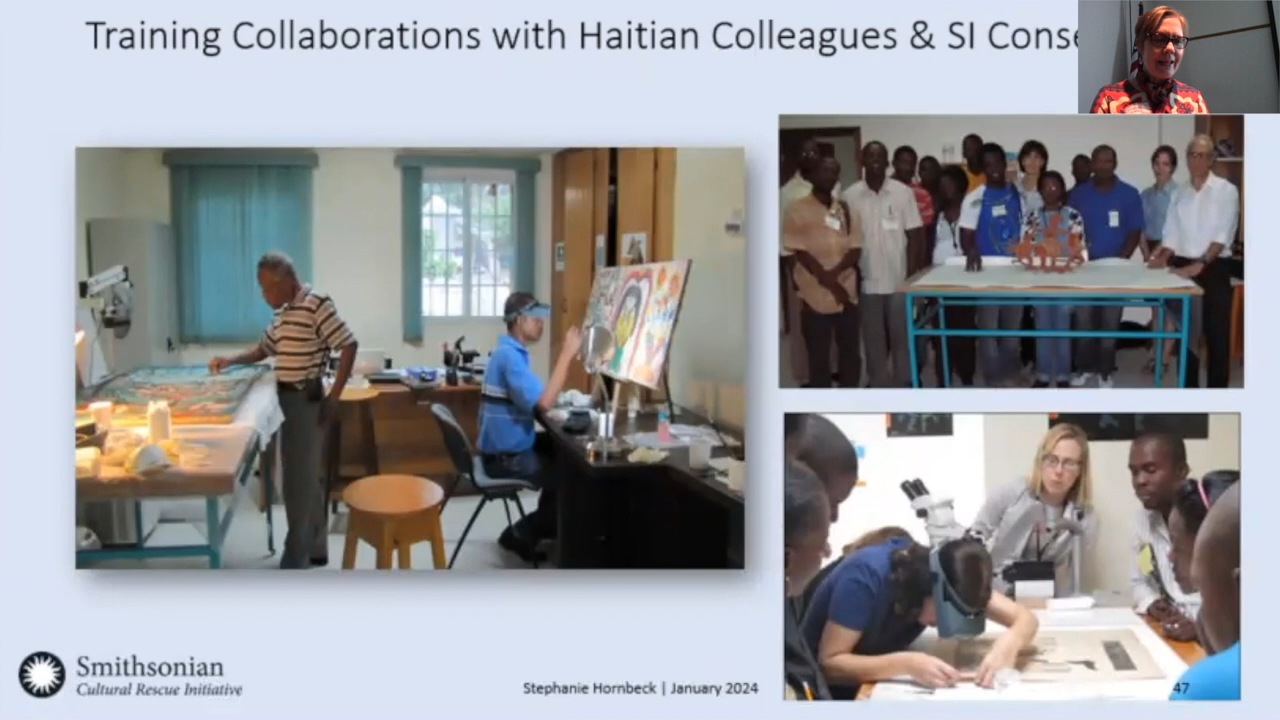 Training Collaborations with Haitian Colleagues & SI Conse
Smithsonian
Cultural Rescue Initiative
Stephanie Hornbeck | January 2024
47